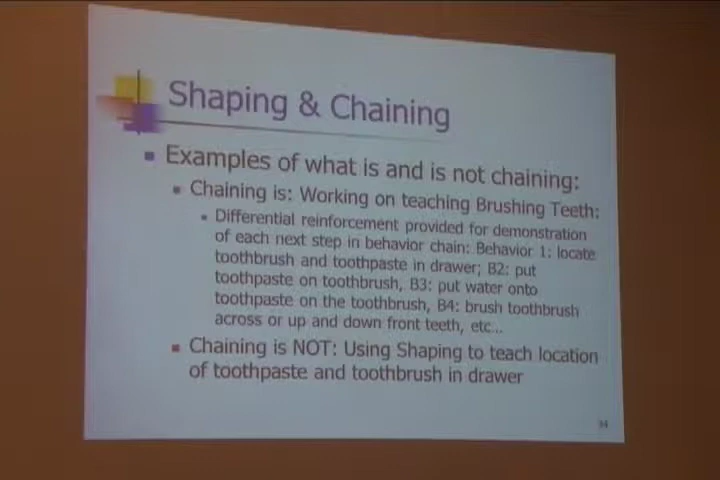 Shaping & Chaining
Examples of what is and is not chaining:
Chaining is: Working on teaching Brushing Teeth:
Differential reinforcement provided for demonstration
of each next step in behavior chain: Behavior 1: locate
toothbrush and toothpaste in drawer; B2: put
toothpaste on toothbrush, B3: put water onto
toothpaste on the toothbrush, B4: brush toothbrush
across or up and down front teeth, etc...
Chaining is NOT: Using Shaping to teach location
of toothpaste and toothbrush in drawer